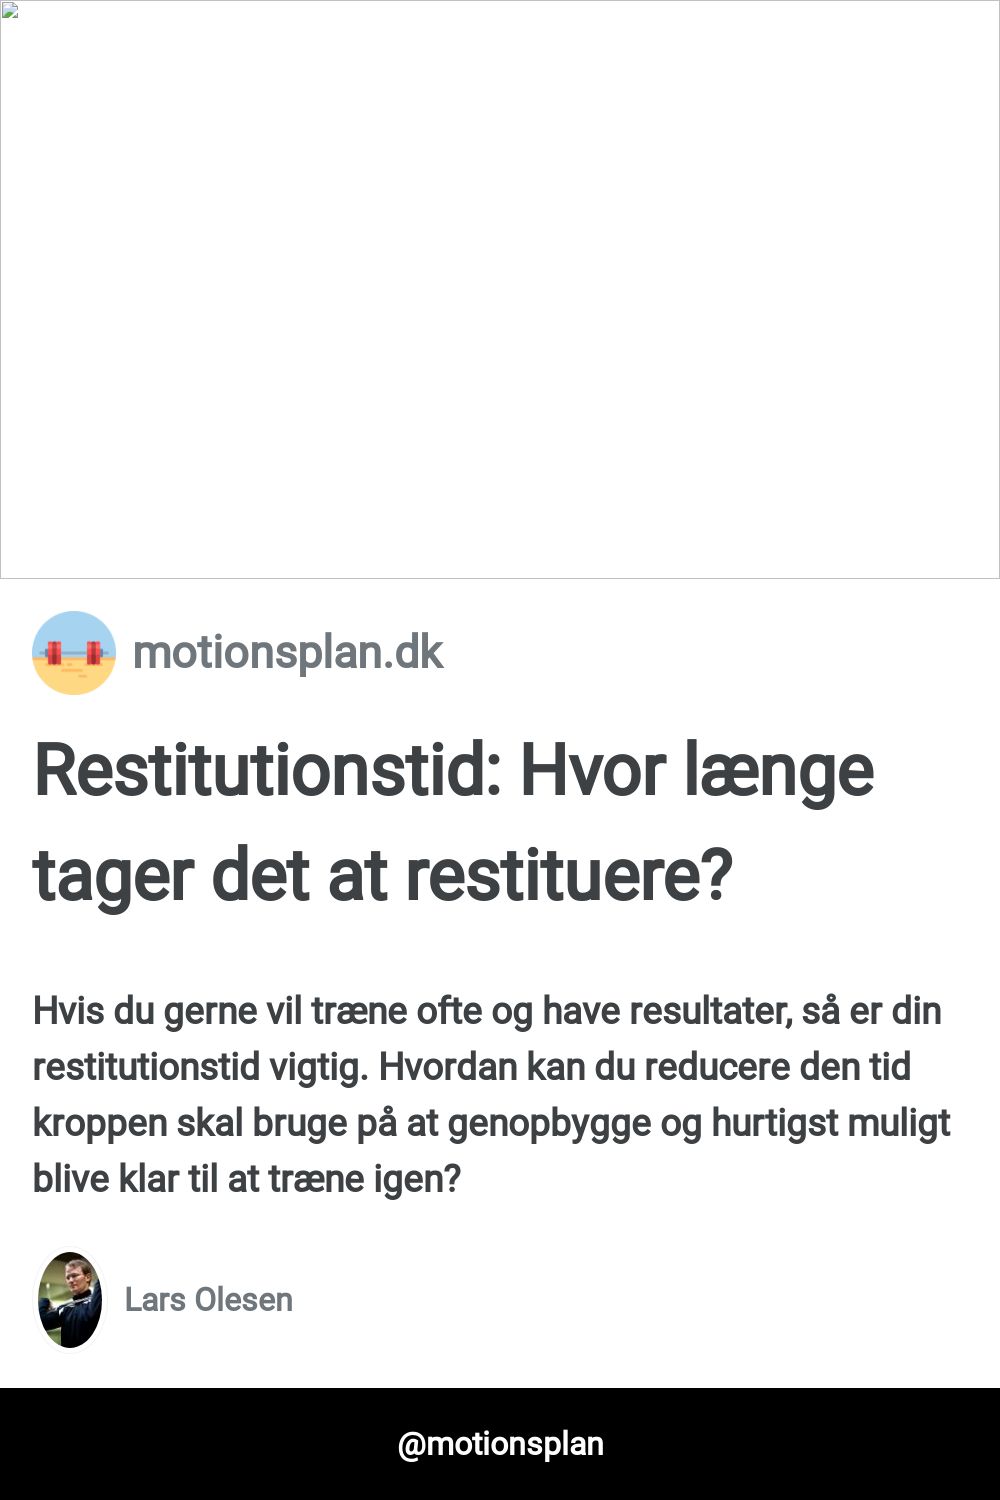 motionsplan.dk
Restitutionstid: Hvor længe
tager det at restituere?
Hvis du gerne vil træne ofte og have resultater, så er din
restitutionstid vigtig. Hvordan kan du reducere den tid
kroppen skal bruge på at genopbygge og hurtigst muligt
blive klar til at træne igen?
Lars Olesen
@motionsplan